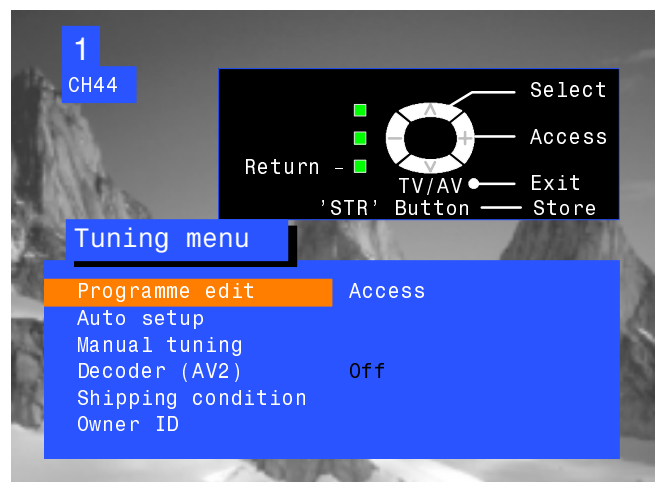 1
CH44
Select
Access
Return –
TV/AV Exit
'STR' Button Store
Tuning menu
Programme edit Access
Auto setup
Manual tuning
Decoder (AV2) Off
Shipping condition
Owner ID